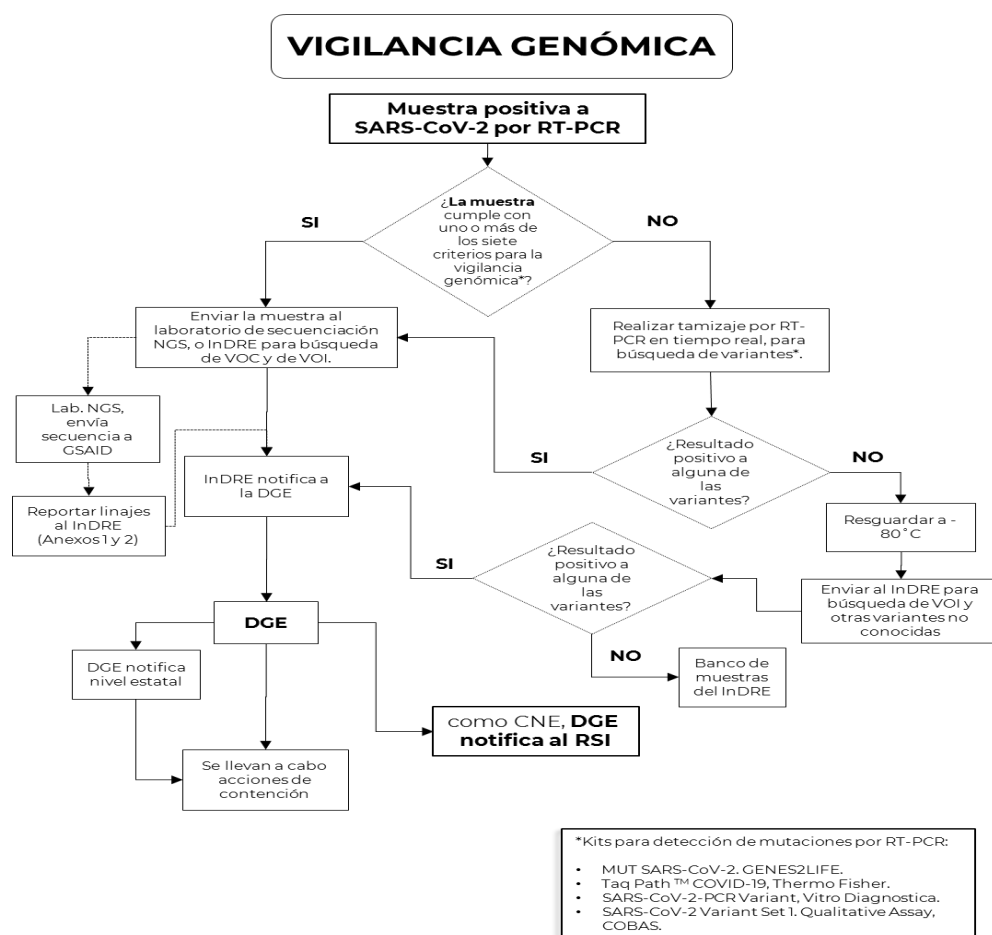 VIGILANCIA GENÓMICA
Muestra positiva a
SARS-CoV-2 por RT-PCR
¿La muestra
cumple con
uno o más de
los siete
criterios para la
vigilancia
genómica*?
SI
NO
Enviar la muestra al
laboratorio de secuenciación
NGS, o InDRE para búsqueda
de VOC y de VOI.
Realizar tamizaje por RT-
PCR en tiempo real, para
búsqueda de variantes*.
Lab. NGS,
envía
secuencia a
GSAID
Reportar linajes
al InDRE
(Anexos 1 y 2)
InDRE notifica a
la DGE
¿Resultado
positivo a
alguna de
las
variantes?
SI
NO
Resguardar a -
80°C
Enviar al InDRE para
búsqueda de VOI y
otras variantes no
conocidas
¿Resultado
positivo a
alguna de
las
variantes?
SI
NO
Banco de
muestras
del InDRE
DGE
DGE notifica
nivel estatal
como CNE, DGE
notifica al RSI
Se llevan a cabo
acciones de
contención
*Kits para detección de mutaciones por RT-PCR:
• MUT SARS-CoV-2. GENES2LIFE.
• Taq Path™ COVID-19, Thermo Fisher.
• SARS-CoV-2-PCR Variant, Vitro Diagnostica.
• SARS-CoV-2 Variant Set 1. Qualitative Assay,
COBAS.